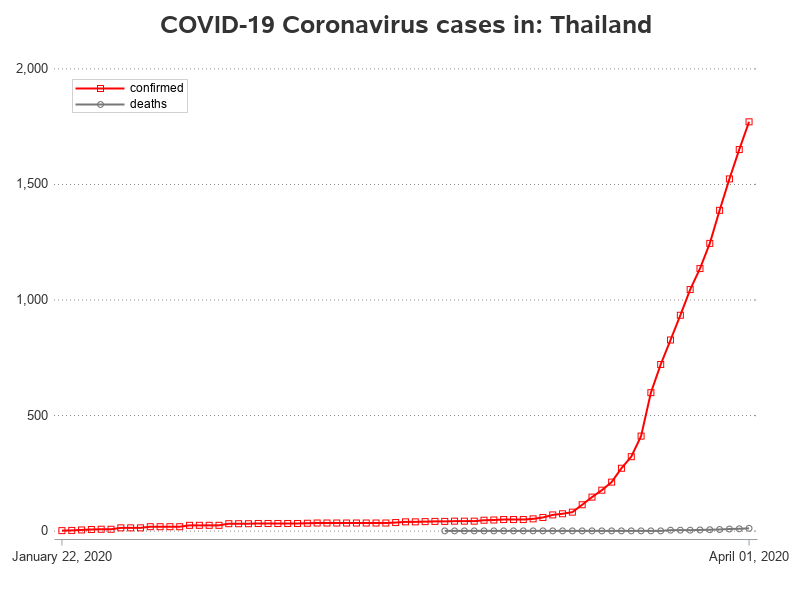 COVID-19 Coronavirus cases in: Thailand
2,000
confirmed
deaths
1,500
1,000
500
0
January 22, 2020 April 01, 2020